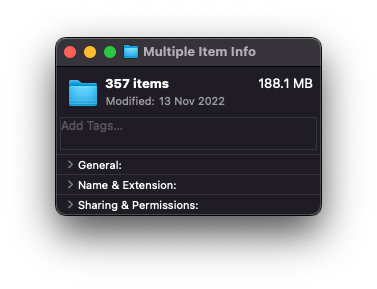 Multiple Item Info
357 items 188.1 MB
Modified: 13 Nov 2022
Add Tags...
General:
Name & Extension:
Sharing & Permissions: